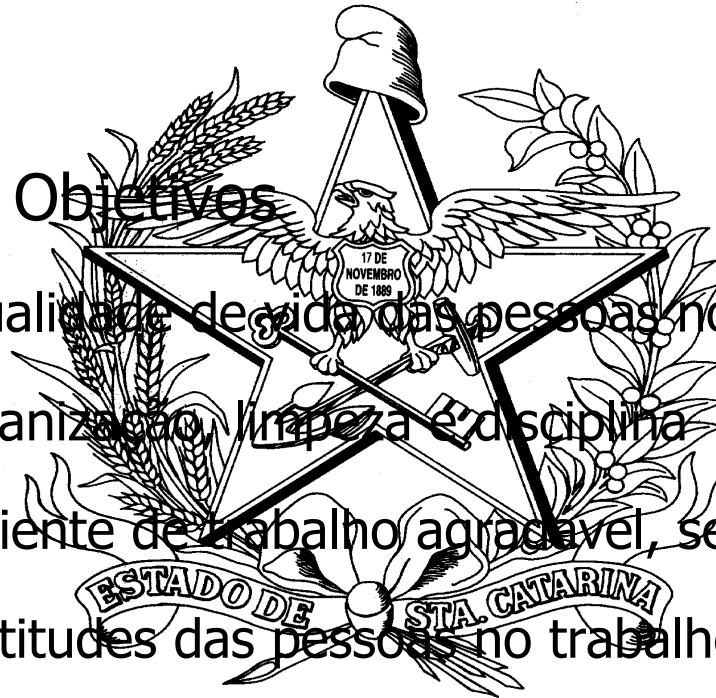 Objetivos
17 DE
NOVEMBRO
DE 1889
ualidade de vida das pessoas no
anização, limpeza e disciplina
iente de trabalho agradável, se
ESTADO DE STA. CATARINA
titudes das pessoas no trabalho